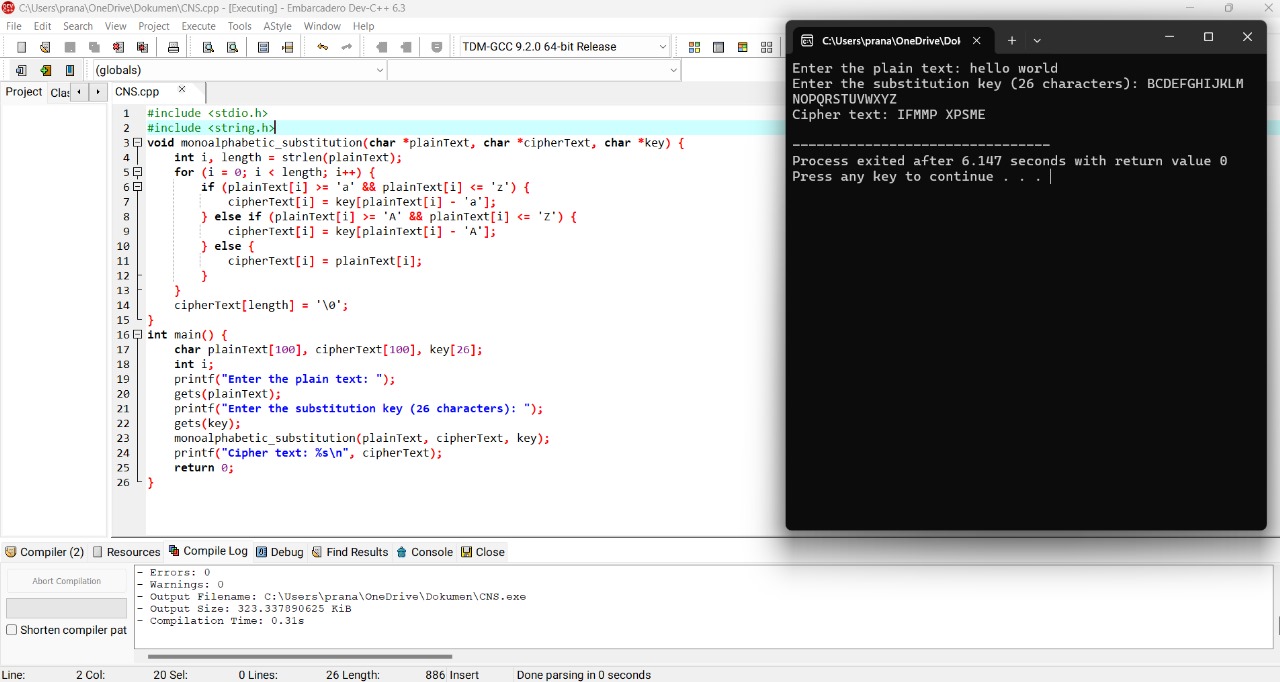 C:\Users\prana\OneDrive\Dokumen\CNS.cpp - [Executing] - Embarcadero Dev-C++ 6.3
File Edit Search View Project Execute Tools AStyle Window Help
TDM-GCC 9.2.0 64-bit Release
(globals)
Project Clas CNS.cpp
1 #include <stdio.h>
2 #include <string.h>
3 void monoalphabetic_substitution(char *plainText, char *cipherText, char *key) {
4 int i, length = strlen(plainText);
5 for (i = 0; i < length; i++) {
6 if (plainText[i] >= 'a' && plainText[i] <= 'z') {
7 cipherText[i] = key[plainText[i] - 'a'];
8 } else if (plainText[i] >= 'A' && plainText[i] <= 'Z') {
9 cipherText[i] = key[plainText[i] - 'A'];
10 } else {
11 cipherText[i] = plainText[i];
12 }
13 }
14 cipherText[length] = '\0';
15 }
16 int main() {
17 char plainText[100], cipherText[100], key[26];
18 int i;
19 printf("Enter the plain text: ");
20 gets(plainText);
21 printf("Enter the substitution key (26 characters): ");
22 gets(key);
23 monoalphabetic_substitution(plainText, cipherText, key);
24 printf("Cipher text: %s\n", cipherText);
25 return 0;
26 }
C:\Users\prana\OneDrive\Dol
Enter the plain text: hello world
Enter the substitution key (26 characters): BCDEFGHIJKLM
NOPQRSTUVWXYZ
Cipher text: IFMMP XPSME
--------------------------------
Process exited after 6.147 seconds with return value 0
Press any key to continue . . .
Compiler (2) Resources Compile Log Debug Find Results Console Close
Abort Compilation
Shorten compiler pat
- Errors: 0
- Warnings: 0
- Output Filename: C:\Users\prana\OneDrive\Dokumen\CNS.exe
- Output Size: 323.337890625 KiB
- Compilation Time: 0.31s
Line: 2 Col: 20 Sel: 0 Lines: 26 Length: 886 Insert Done parsing in 0 seconds